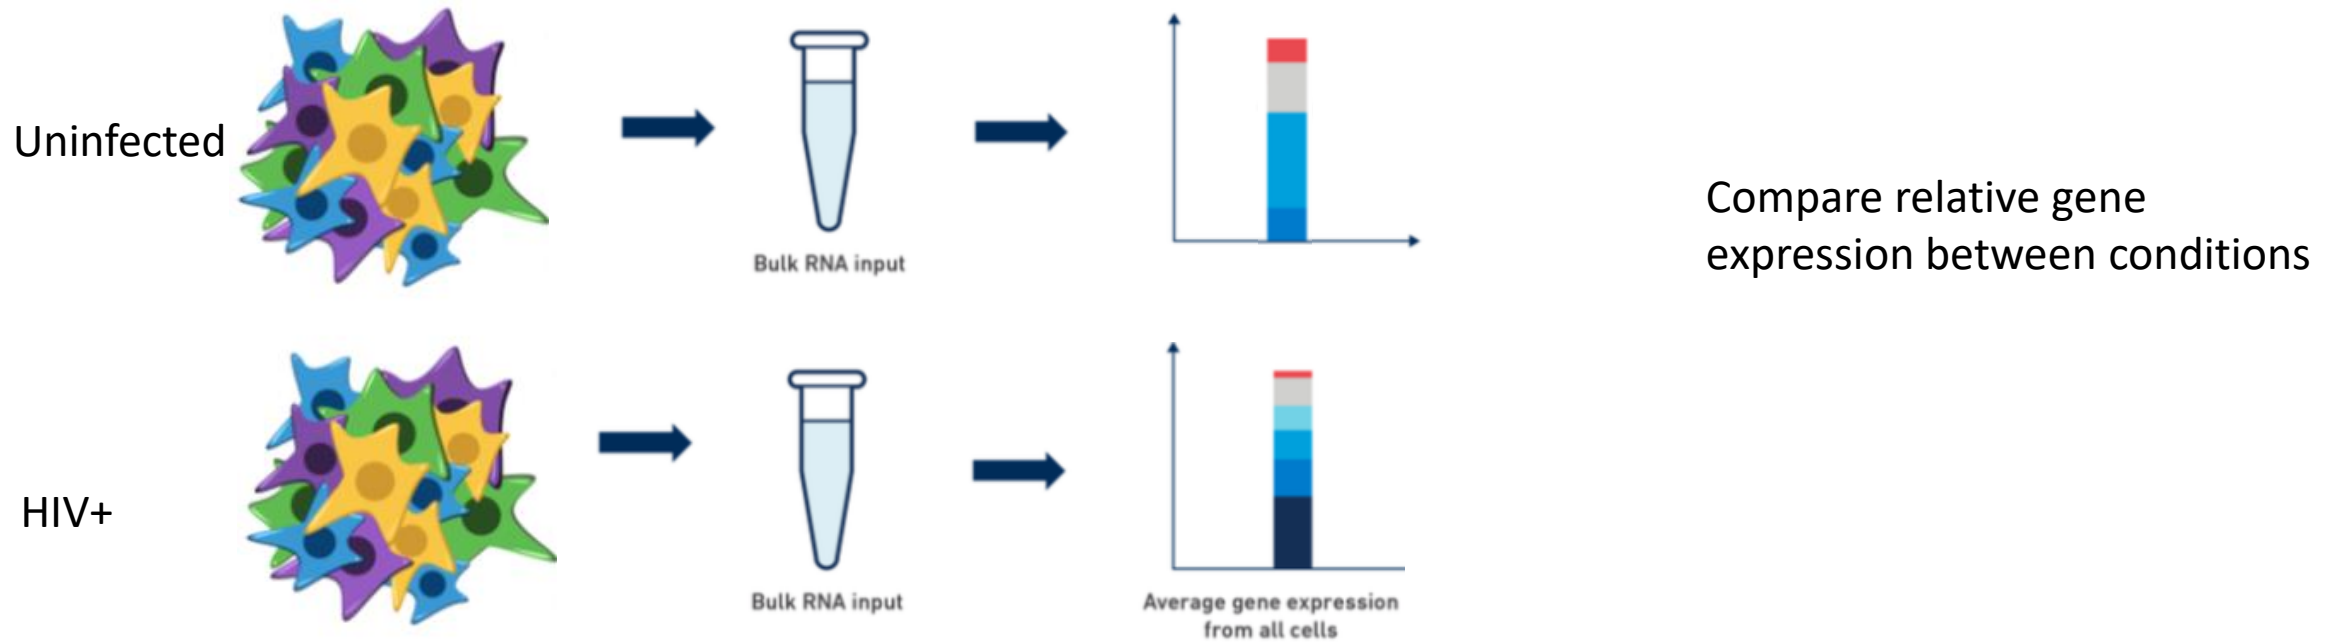 Uninfected
Bulk RNA input
Compare relative gene
expression between conditions
HIV+
Bulk RNA input
Average gene expression
from all cells